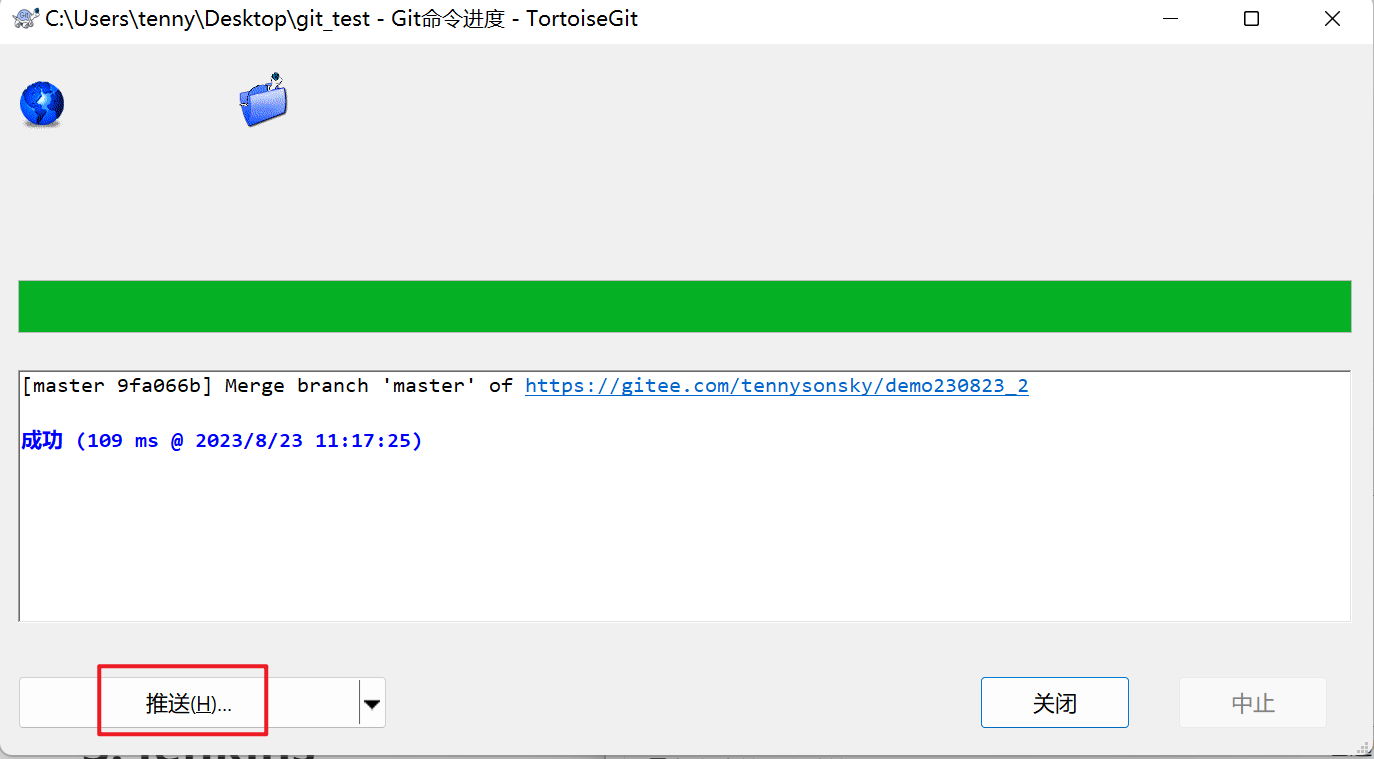 C:\Users\tenny\Desktop\git_test - Git命令进度 - TortoiseGit
[master 9fa066b] Merge branch 'master' of https://gitee.com/tennysonsky/demo230823_2
成功 (109 ms @ 2023/8/23 11:17:25)
推送(H)...
关闭
中止